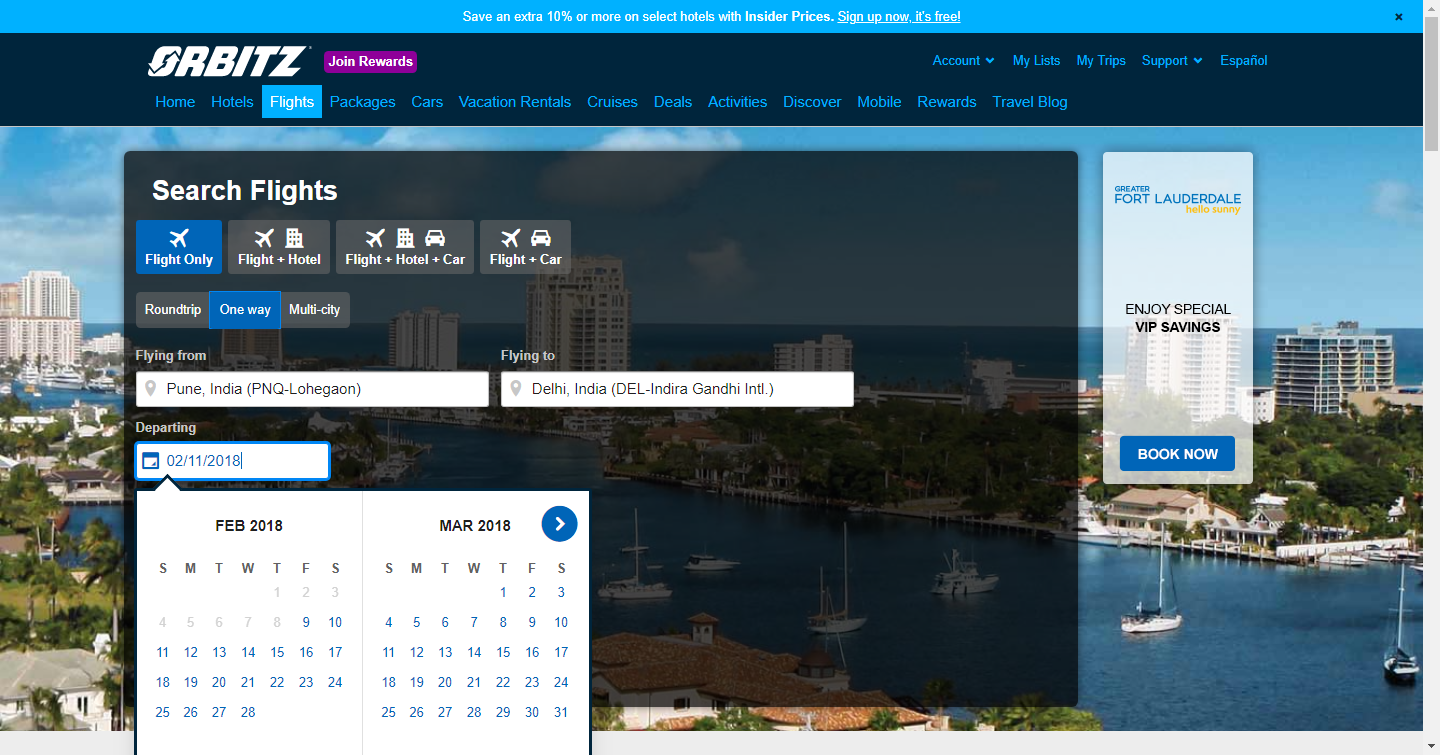 Save an extra 10% or more on select hotels with Insider Prices. Sign up now, it's free!
×
ORBITZ
Join Rewards
Account
My Lists
My Trips
Support
Español
Home
Hotels
Flights
Packages
Cars
Vacation Rentals
Cruises
Deals
Activities
Discover
Mobile
Rewards
Travel Blog
Search Flights
Flight Only
Flight + Hotel
Flight + Hotel + Car
Flight + Car
Roundtrip
One way
Multi-city
Flying from
Flying to
Pune, India (PNQ-Lohegaon)
Delhi, India (DEL-Indira Gandhi Intl.)
Departing
02/11/2018
FEB 2018
S M T W T F S
1 2 3
4 5 6 7 8 9 10
11 12 13 14 15 16 17
18 19 20 21 22 23 24
25 26 27 28
MAR 2018
S M T W T F S
1 2 3
4 5 6 7 8 9 10
11 12 13 14 15 16 17
18 19 20 21 22 23 24
25 26 27 28 29 30 31
GREATER
FORT LAUDERDALE
hello sunny
ENJOY SPECIAL
VIP SAVINGS
BOOK NOW